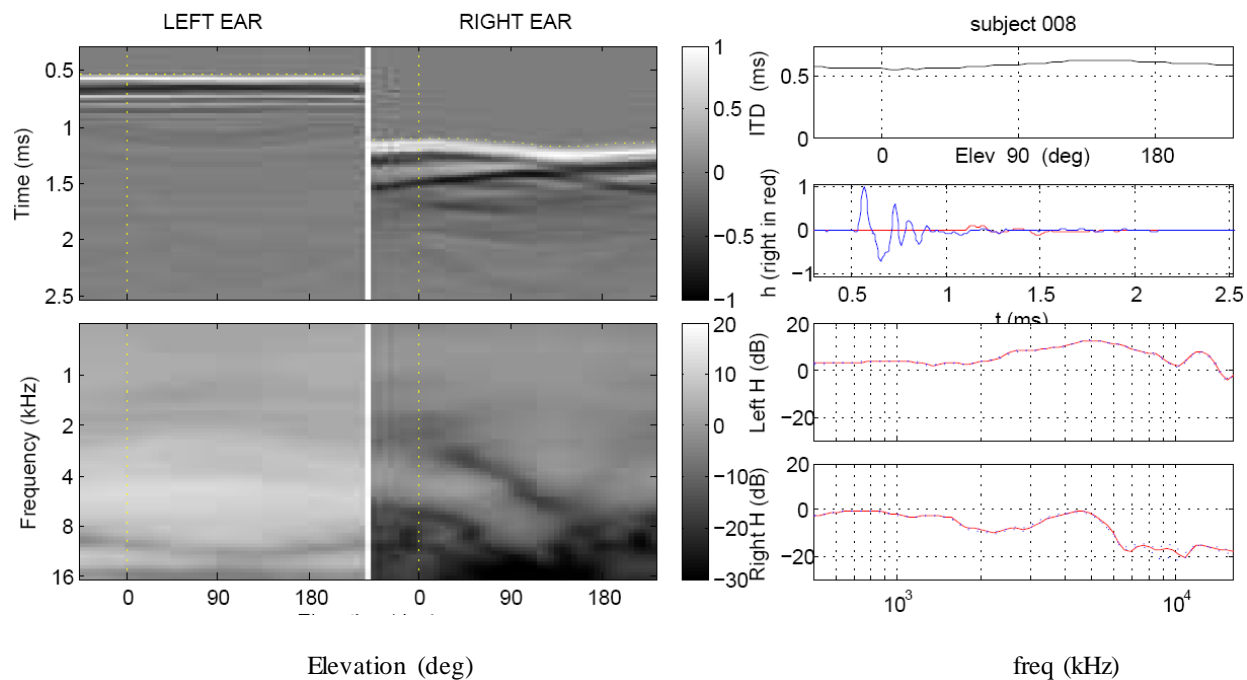 LEFT EAR
RIGHT EAR
0.5
1
1.5
2
2.5
Time (ms)
1
0.5
0
−0.5
−1
1
2
4
8
16
Frequency (kHz)
0 90 180
0 90 180
20
10
0
−10
−20
−30
Elevation (deg)
subject 008
0.5
0
ITD (ms)
0 Elev 90 (deg) 180
1
0
−1
h (right in red)
0.5 1 1.5 2 2.5
t (ms)
20
0
−20
Left H (dB)
20
0
−20
Right H (dB)
10³ 10⁴
freq (kHz)